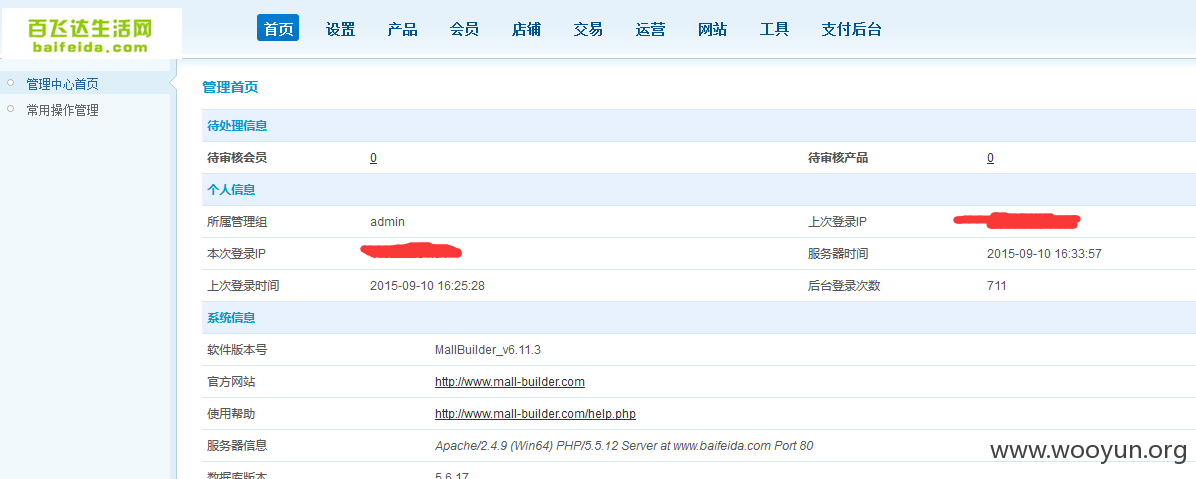 百飞达生活网
baifeida.com
首页 设置 产品 会员 店铺 交易 运营 网站 工具 支付后台
管理中心首页
常用操作管理
管理首页
待处理信息
待审核会员 0 待审核产品 0
个人信息
所属管理组 admin 上次登录IP
本次登录IP 服务器时间 2015-09-10 16:33:57
上次登录时间 2015-09-10 16:25:28 后台登录次数 711
系统信息
软件版本号 MallBuilder_v6.11.3
官方网站 http://www.mall-builder.com
使用帮助 http://www.mall-builder.com/help.php
服务器信息 Apache/2.4.9 (Win64) PHP/5.5.12 Server at www.baifeida.com Port 80
数据库版本 5.6.17
www.wooyun.org